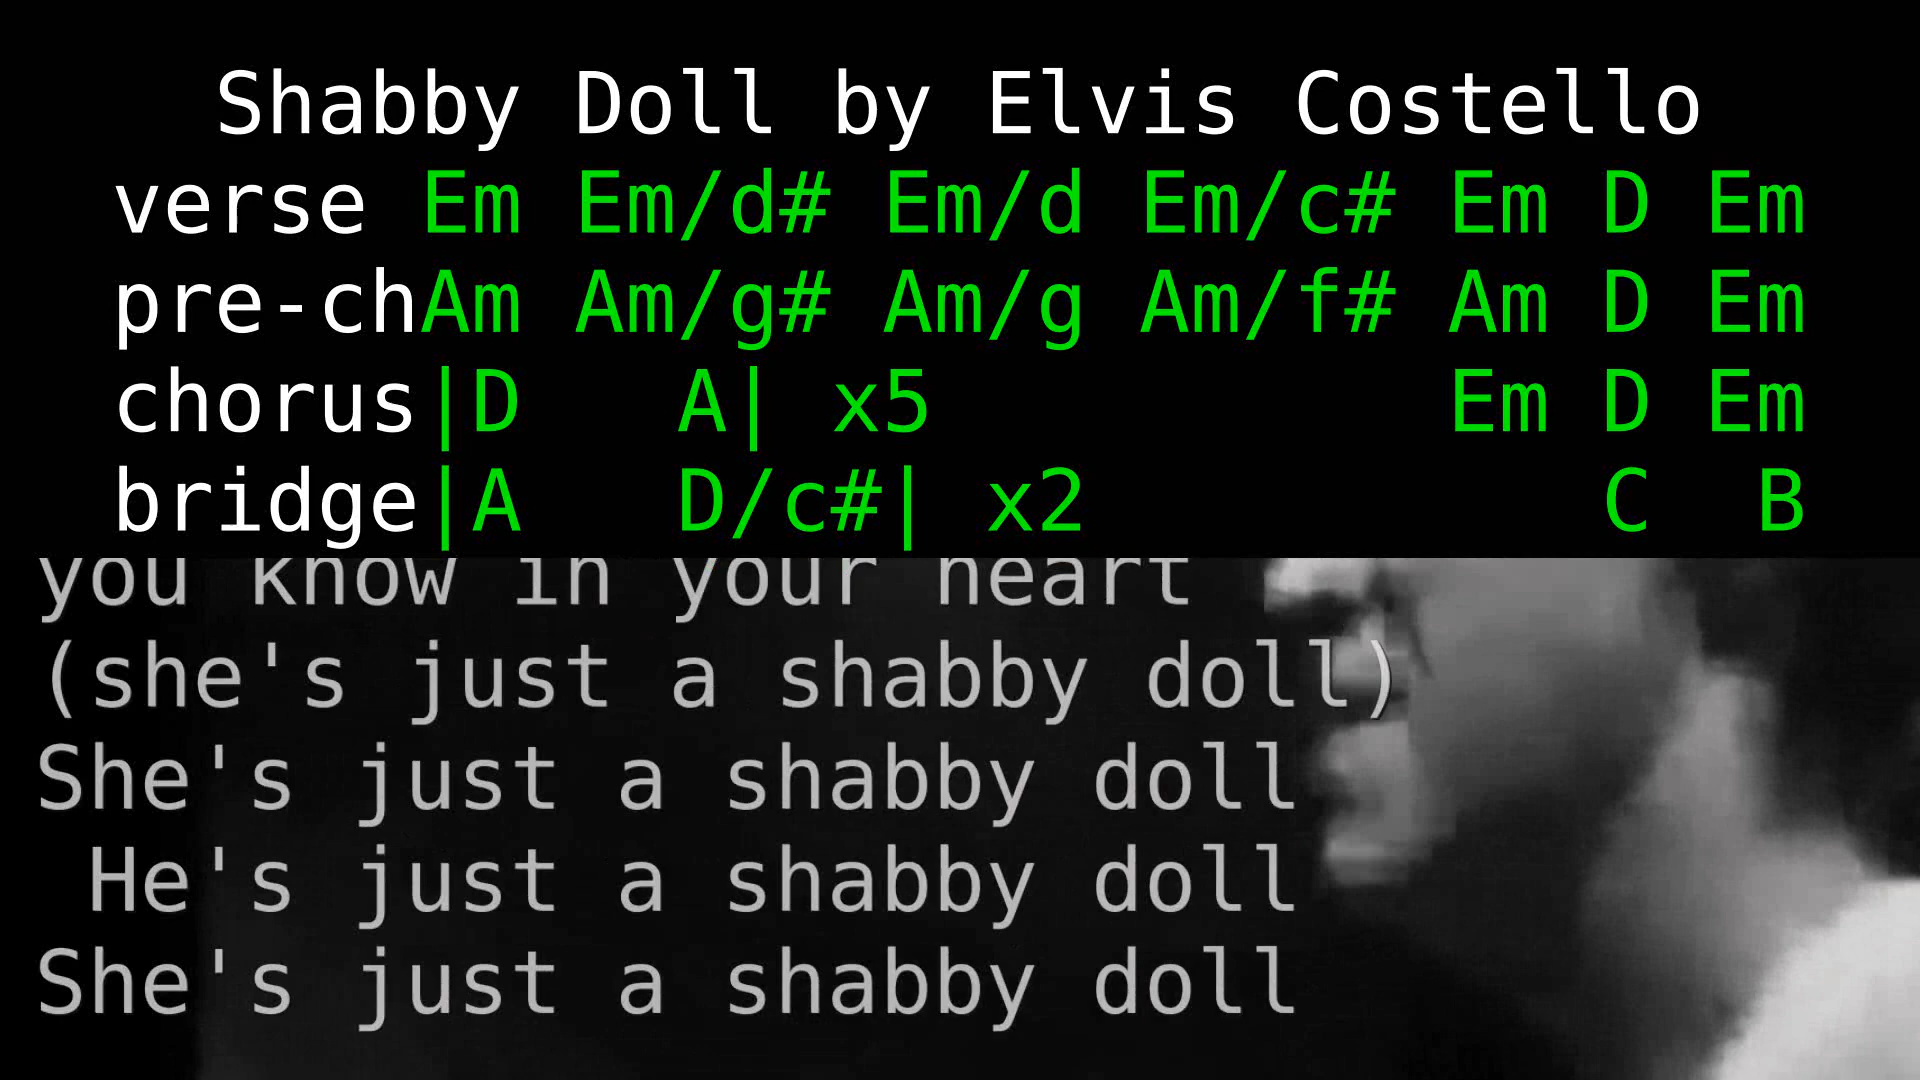 Shabby Doll by Elvis Costello
verse Em Em/d# Em/d Em/c# Em D Em
pre-ch Am Am/g# Am/g Am/f# Am D Em
chorus |D A| x5 Em D Em
bridge |A D/c#| x2 C B
you know in your heart
(she's just a shabby doll)
She's just a shabby doll
He's just a shabby doll
She's just a shabby doll